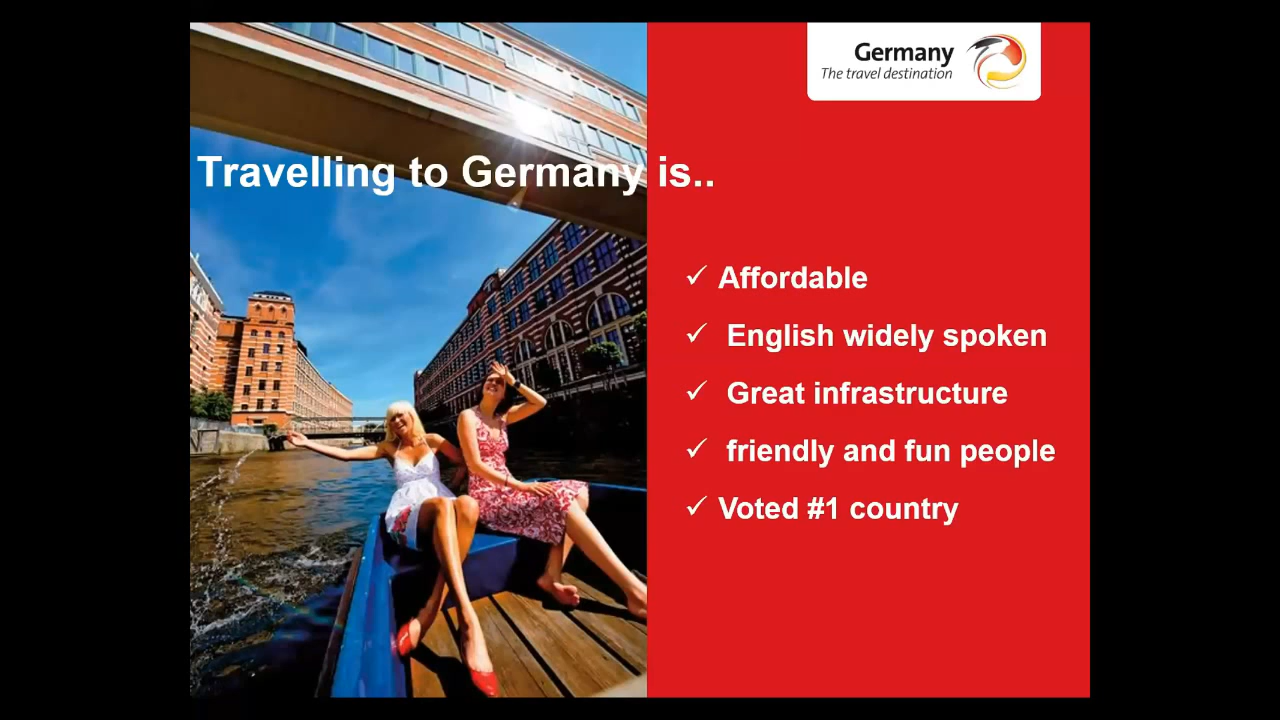 Germany
The travel destination
Travelling to Germany is..
✓ Affordable
✓ English widely spoken
✓ Great infrastructure
✓ friendly and fun people
✓ Voted #1 country